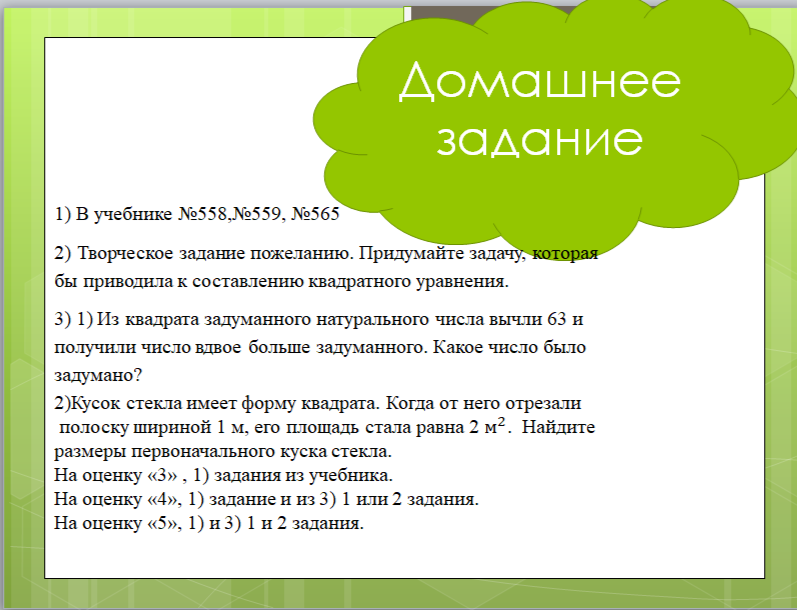 Домашнее
задание
1) В учебнике №558,№559, №565
2) Творческое задание пожеланию. Придумайте задачу, которая
бы приводила к составлению квадратного уравнения.
3) 1) Из квадрата задуманного натурального числа вычли 63 и
получили число вдвое больше задуманного. Какое число было
задумано?
2)Кусок стекла имеет форму квадрата. Когда от него отрезали
полоску шириной 1 м, его площадь стала равна 2 м². Найдите
размеры первоначального куска стекла.
На оценку «3» , 1) задания из учебника.
На оценку «4», 1) задание и из 3) 1 или 2 задания.
На оценку «5», 1) и 3) 1 и 2 задания.